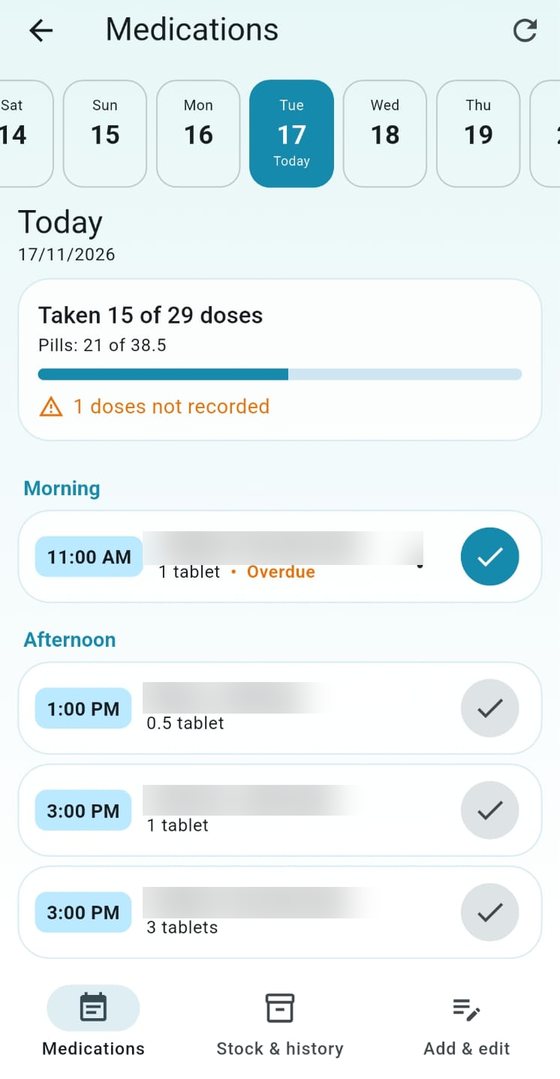 Medications
Sat
14
Sun
15
Mon
16
Tue
17
Today
Wed
18
Thu
19
Today
17/11/2026
Taken 15 of 29 doses
Pills: 21 of 38.5
1 doses not recorded
Morning
11:00 AM
1 tablet • Overdue
Afternoon
1:00 PM
0.5 tablet
3:00 PM
1 tablet
3:00 PM
3 tablets
Medications
Stock & history
Add & edit